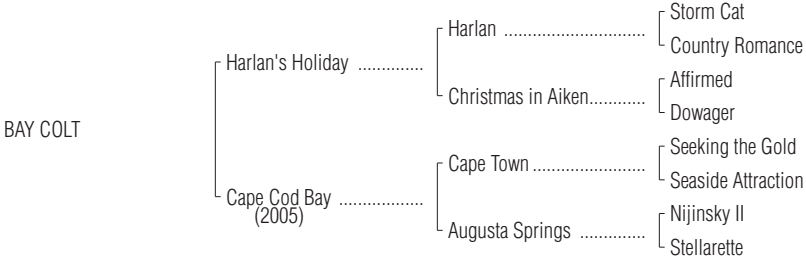 Storm Cat
Harlan ..............................
Country Romance
Harlan's Holiday ..............
Affirmed
Christmas in Aiken............
Dowager
BAY COLT
Seeking the Gold
Cape Town ........................
Seaside Attraction
Cape Cod Bay ..................
(2005)
Nijinsky II
Augusta Springs ..............
Stellarette